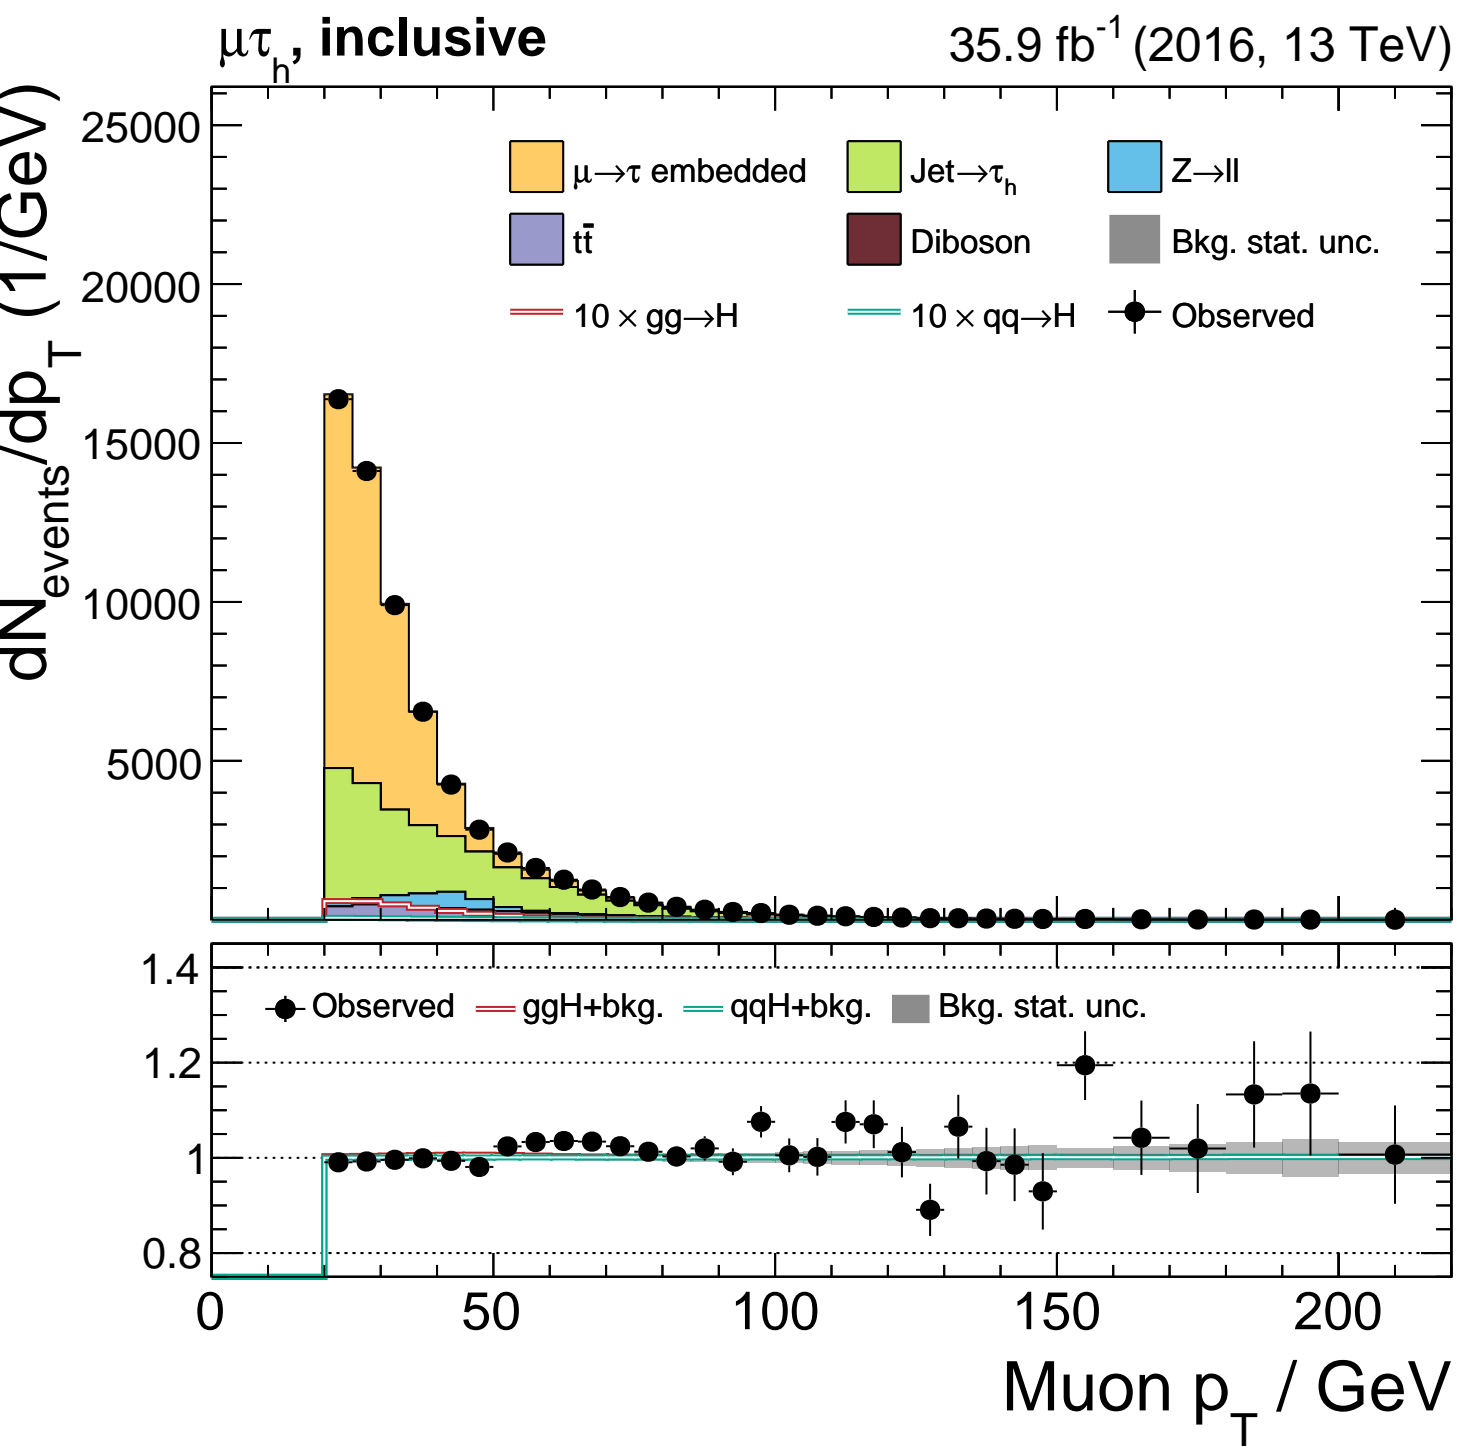 μτh, inclusive 35.9 fb⁻¹ (2016, 13 TeV)
dNevents/dpT (1/GeV)
25000
20000
15000
10000
5000
μ→τ embedded Jet→τh Z→ll
tt̄ Diboson Bkg. stat. unc.
10 × gg→H 10 × qq→H Observed
1.4
1.2
1
0.8
Observed ggH+bkg. qqH+bkg. Bkg. stat. unc.
0 50 100 150 200
Muon pT / GeV